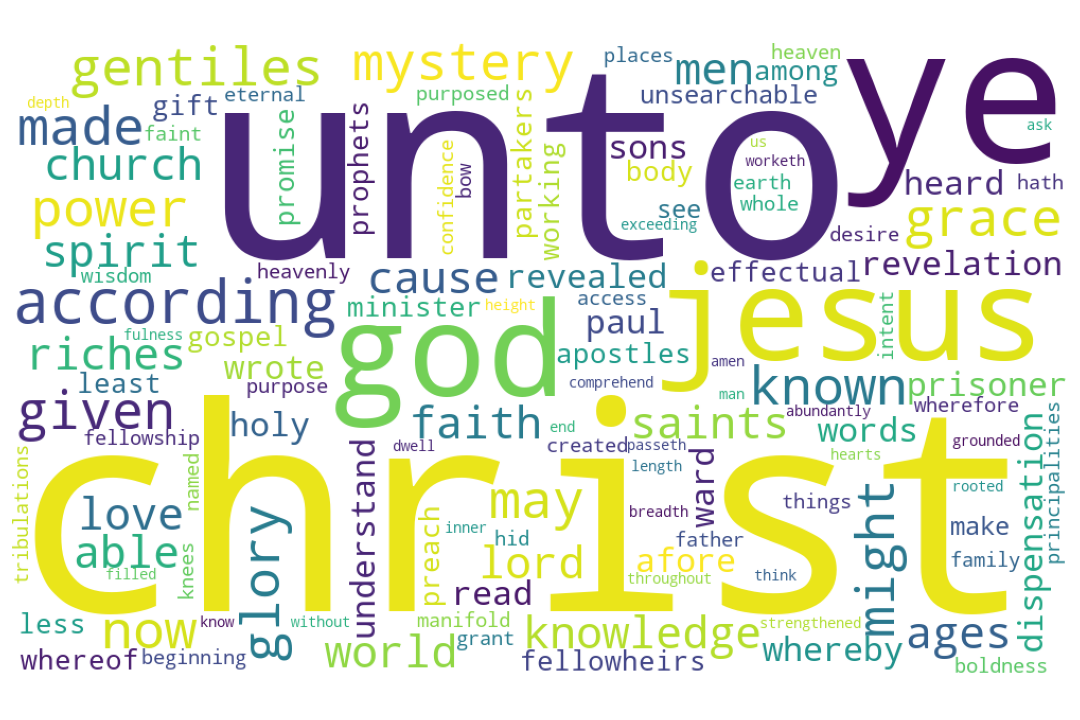 places
heaven
gentiles
mystery
men
among
ye
depth
gift
eternal
purposed
unsearchable
made
faint
promise
prophets
unto
confidence
bow
partakers
working
sons
us
worketh
ask
church
body
earth
heard
hath
power
see
whole
exceeding
grace
spirit
wisdom
heavenly
cause
revealed
desire
effectual
revelation
according
minister
height
access
jesus
intent
fulness
gospel
god
paul
riches
wrote
apostles
amen
least
purpose
comprehend
man
known
prisoner
given
holy
faith
end
saints
abundantly
wherefore
fellowship
dwell
created
passeth
words
grounded
tribulations
named
christ
understand
length
ward
hearts
dispensation
principalities
love
glory
may
breadth
things
might
rooted
able
preach
inner
hid
father
make
filled
knees
lord
afore
throughout
think
family
read
less
now
know
without
manifold
knowledge
strengthened
ages
whereof
beginning
world
grant
fellowheirs
whereby
boldness